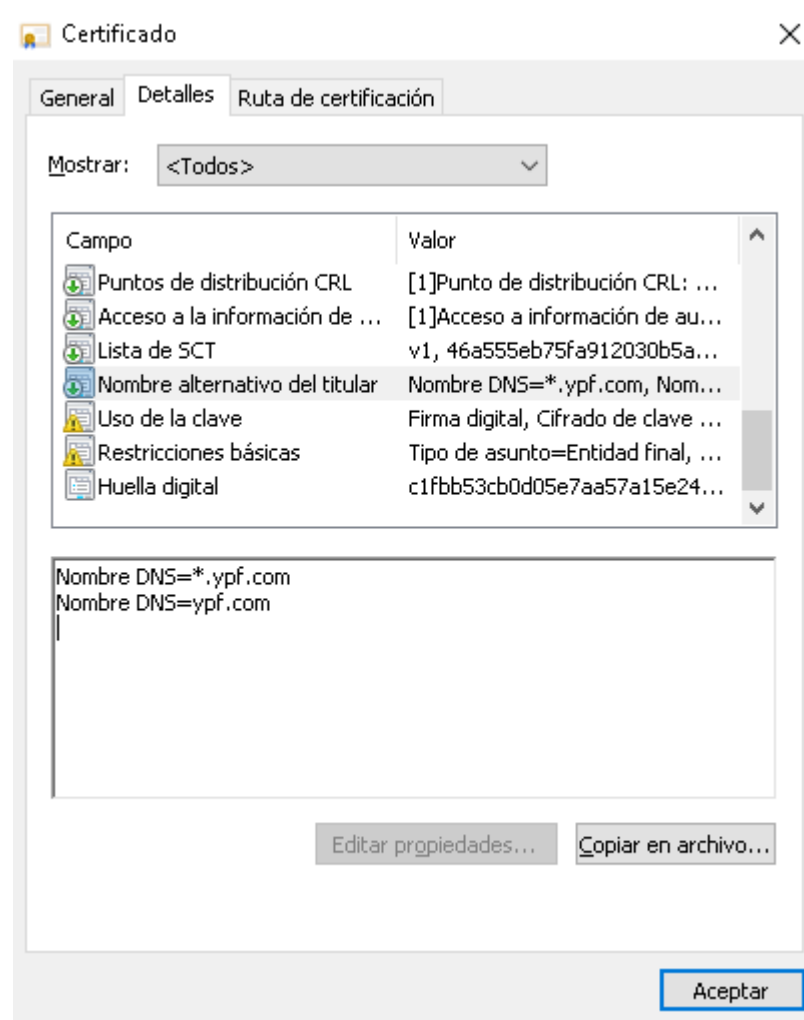 Certificado
General Detalles Ruta de certificación
Mostrar: <Todos>
Campo Valor
Puntos de distribución CRL [1]Punto de distribución CRL: ...
Acceso a la información de ... [1]Acceso a información de au...
Lista de SCT v1, 46a555eb75fa912030b5a...
Nombre alternativo del titular Nombre DNS=*.ypf.com, Nom...
Uso de la clave Firma digital, Cifrado de clave ...
Restricciones básicas Tipo de asunto=Entidad final, ...
Huella digital c1fbb53cb0d05e7aa57a15e24...
Nombre DNS=*.ypf.com
Nombre DNS=ypf.com
Editar propiedades... Copiar en archivo...
Aceptar